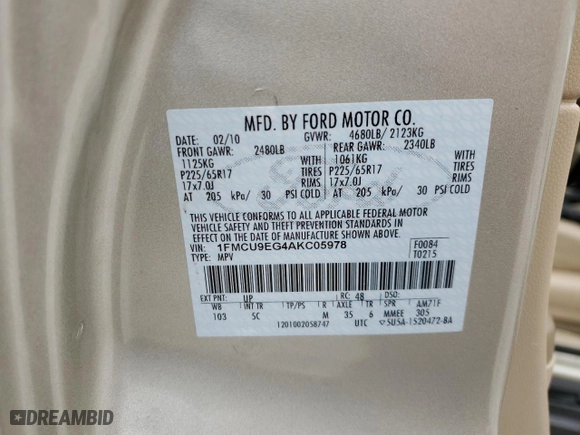 MFD. BY FORD MOTOR CO.
DATE: 02/10 GVWR: 4680LB/ 2123KG
FRONT GAWR: 2480LB REAR GAWR: 2340LB
1125KG WITH 1061KG WITH
P225/65R17 TIRES P225/65R17 TIRES
17x7.0J RIMS 17x7.0J RIMS
AT 205 kPa/ 30 PSI COLD AT 205 kPa/ 30 PSI COLD
THIS VEHICLE CONFORMS TO ALL APPLICABLE FEDERAL MOTOR
VEHICLE SAFETY AND THEFT PREVENTION STANDARDS IN
EFFECT ON THE DATE OF MANUFACTURE SHOWN ABOVE.
VIN: 1FMCU9EG4AKC05978 F0084
TYPE: MPV T0215
EXT PNT: UP RC: 48 DSO:
WB INT TR TP/PS R AXLE TR SPR AM71F
103 5C M 35 6 MMEE 305
1201002058747 UTC 5U5A-1520472-BA
DREAMBID